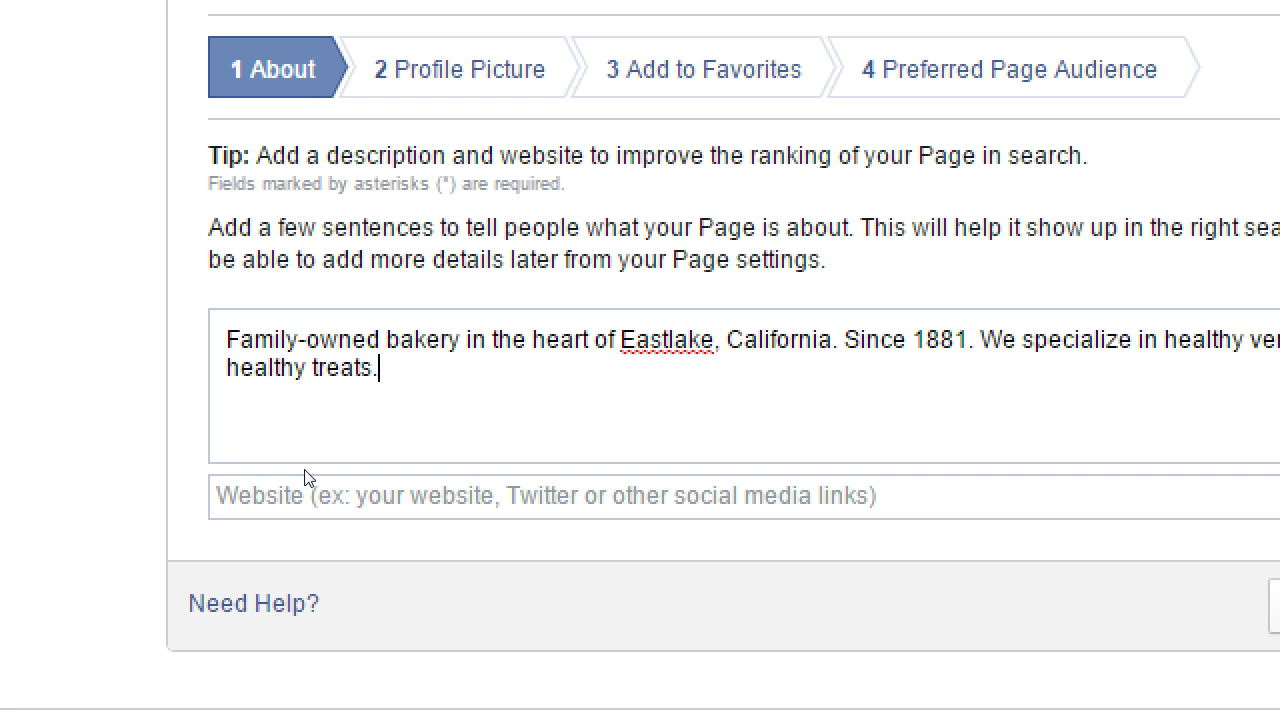 1 About 2 Profile Picture 3 Add to Favorites 4 Preferred Page Audience
Tip: Add a description and website to improve the ranking of your Page in search.
Fields marked by asterisks (*) are required.
Add a few sentences to tell people what your Page is about. This will help it show up in the right
be able to add more details later from your Page settings.
Family-owned bakery in the heart of Eastlake, California. Since 1881. We specialize in healthy
healthy treats.
Website (ex: your website, Twitter or other social media links)
Need Help?